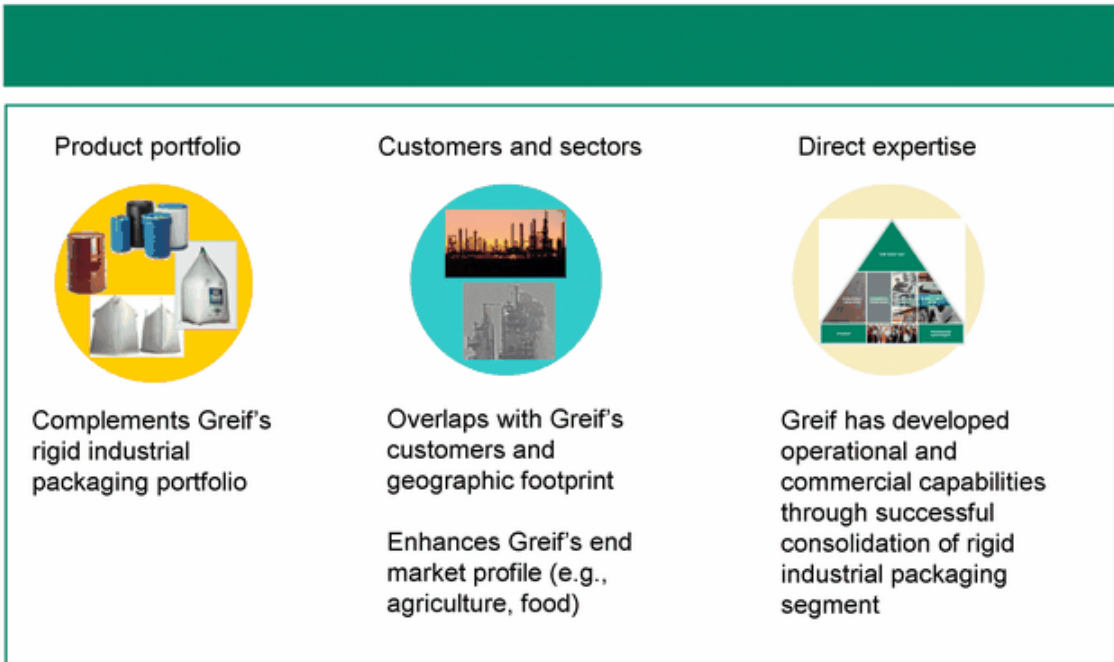 Product portfolio
Complements Greif's
rigid industrial
packaging portfolio
Customers and sectors
Overlaps with Greif's
customers and
geographic footprint
Enhances Greif's end
market profile (e.g.,
agriculture, food)
Direct expertise
Greif has developed
operational and
commercial capabilities
through successful
consolidation of rigid
industrial packaging
segment